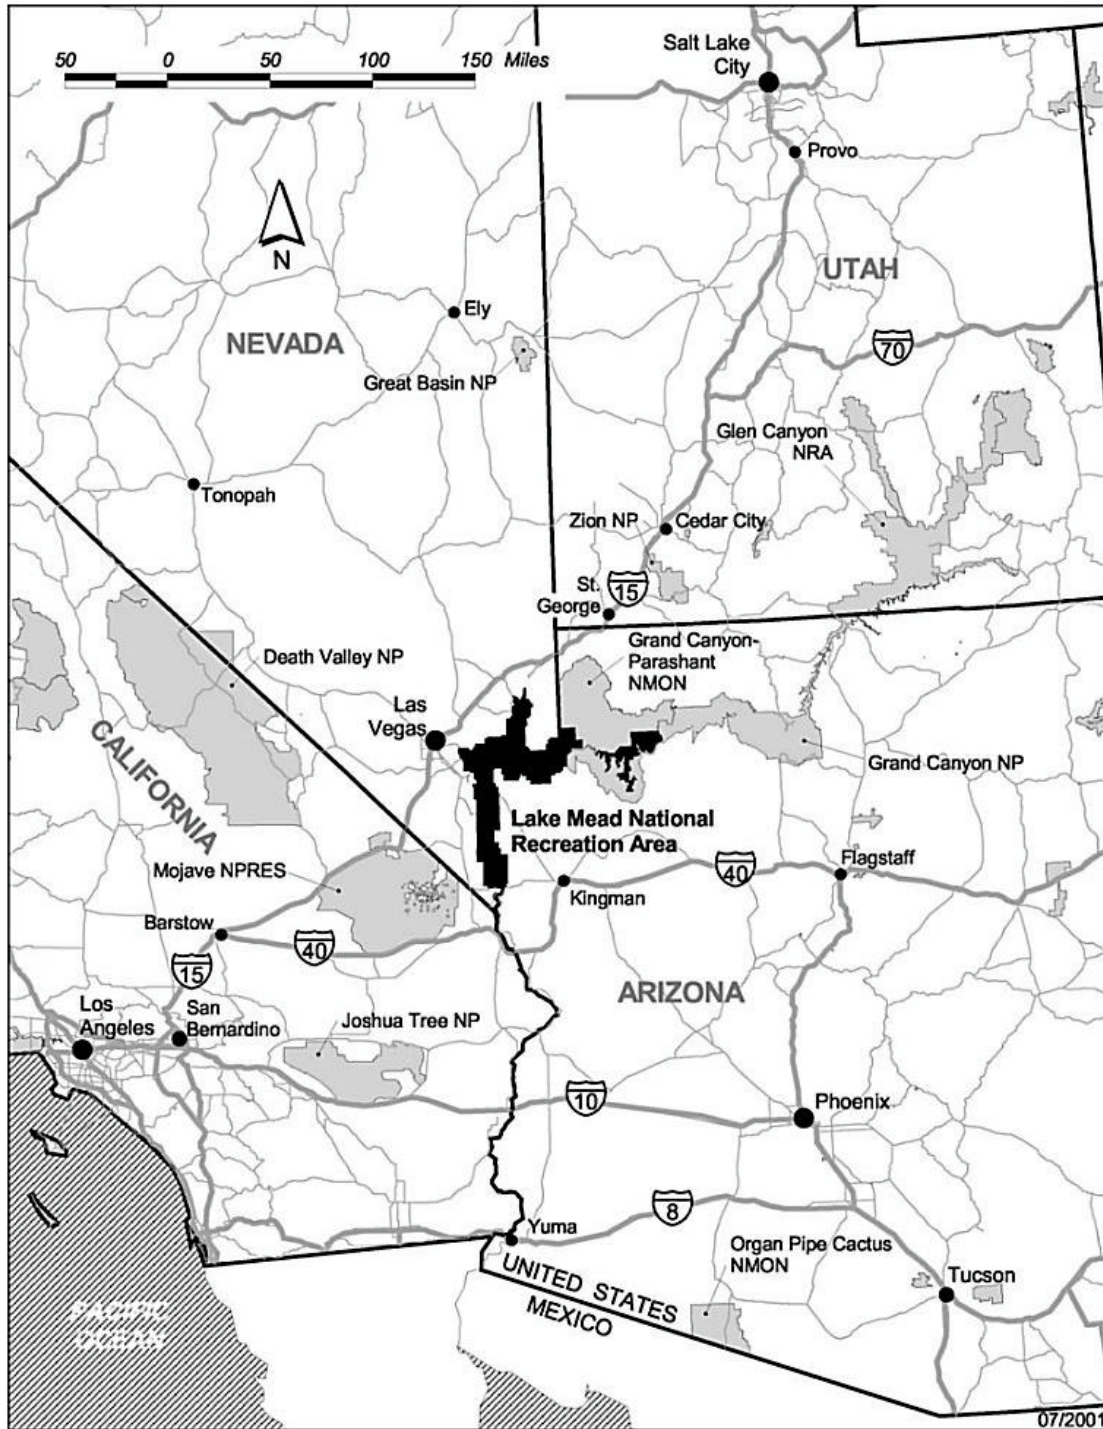 50 0 50 100 150 Miles
Salt Lake
City
Provo
N
UTAH
Ely
NEVADA
70
Great Basin NP
Glen Canyon
NRA
Tonopah
Zion NP
Cedar City
St.
George
15
Grand Canyon-
Parashant
NMON
Death Valley NP
Las
Vegas
CALIFORNIA
Grand Canyon NP
Lake Mead National
Recreation Area
Mojave NPRES
Flagstaff
40
Kingman
Barstow
40
15
ARIZONA
Los
Angeles
San
Bernardino
Joshua Tree NP
10
Phoenix
8
Yuma
Organ Pipe Cactus
NMON
UNITED STATES
MEXICO
Tucson
PACIFIC
OCEAN
07/2001